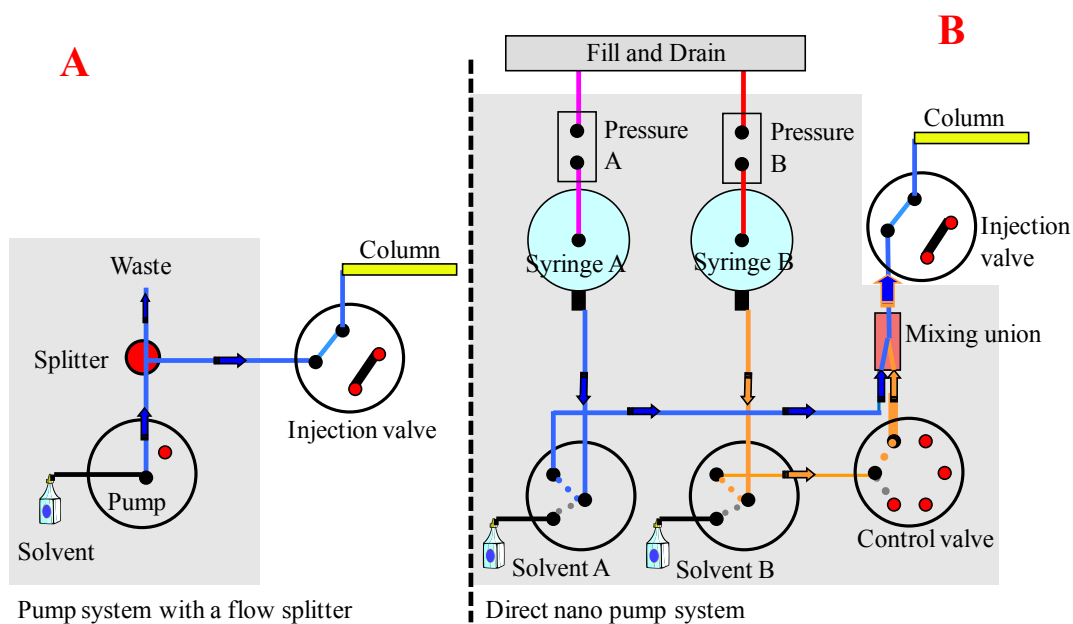 A
Waste
Splitter
Pump
Solvent
Column
Injection valve
Pump system with a flow splitter
B
Fill and Drain
Pressure
A
Pressure
B
Syringe A
Syringe B
Column
Injection
valve
Mixing union
Control valve
Solvent A
Solvent B
Direct nano pump system